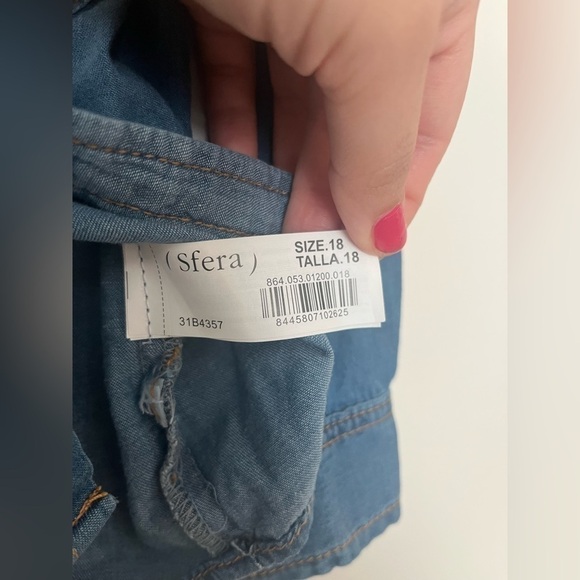 ( Sfera )
SIZE.18
TALLA.18
864.053.01200.018
31B4357
8445807102625